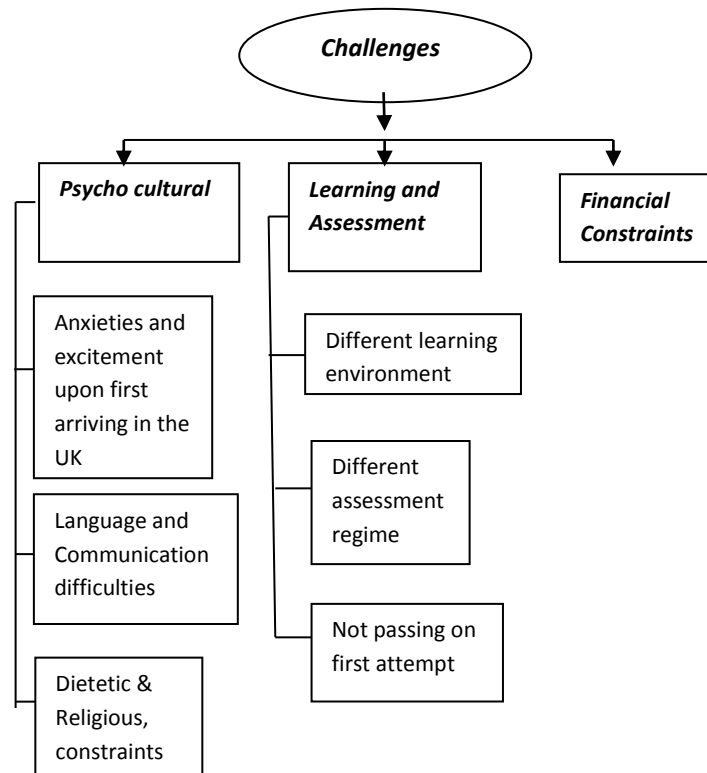 Challenges
Psycho cultural
Learning and
Assessment
Financial
Constraints
Anxieties and
excitement
upon first
arriving in the
UK
Different learning
environment
Different
assessment
regime
Language and
Communication
difficulties
Not passing on
first attempt
Dietetic &
Religious,
constraints